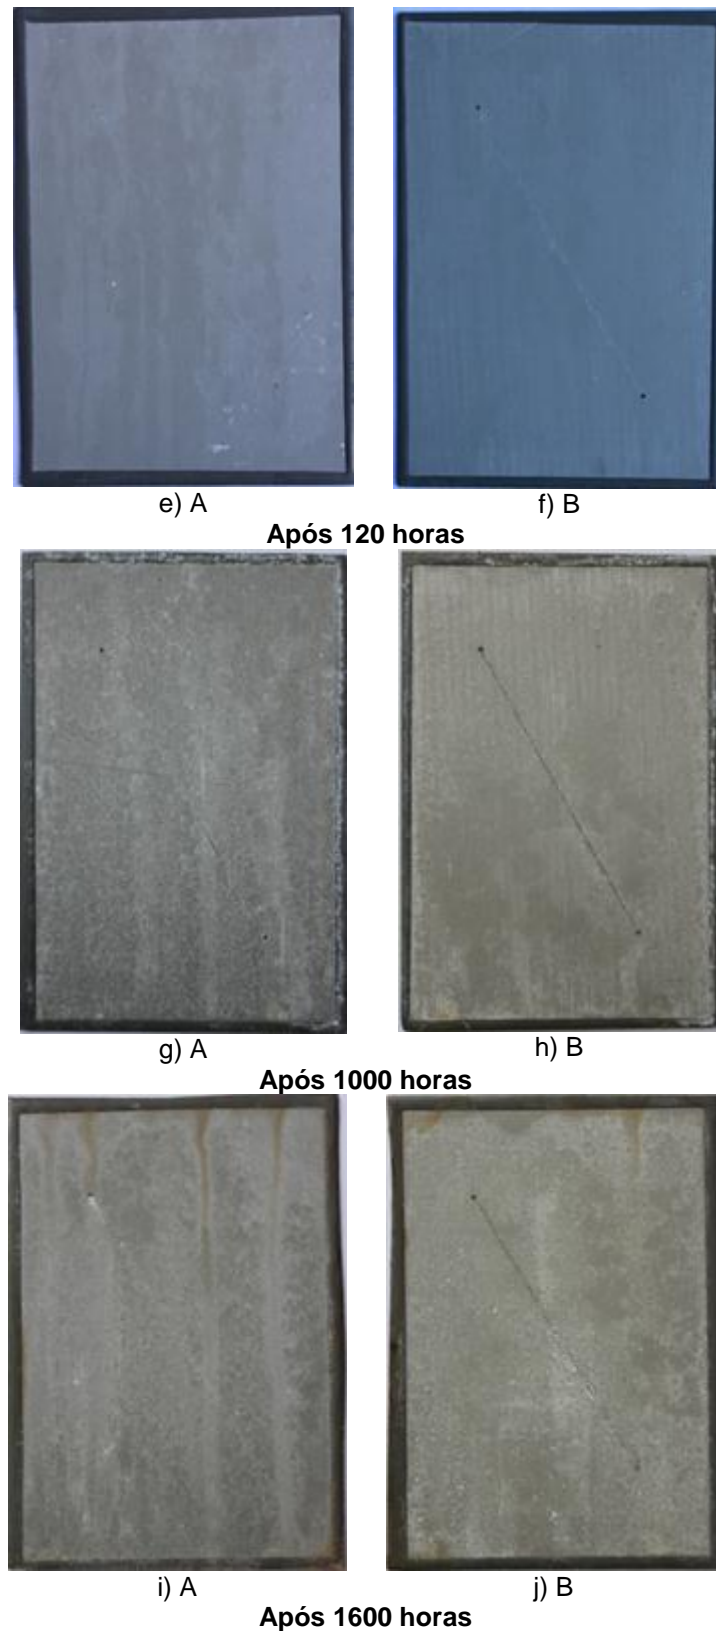 e) A
f) B
Após 120 horas
g) A
h) B
Após 1000 horas
i) A
j) B
Após 1600 horas